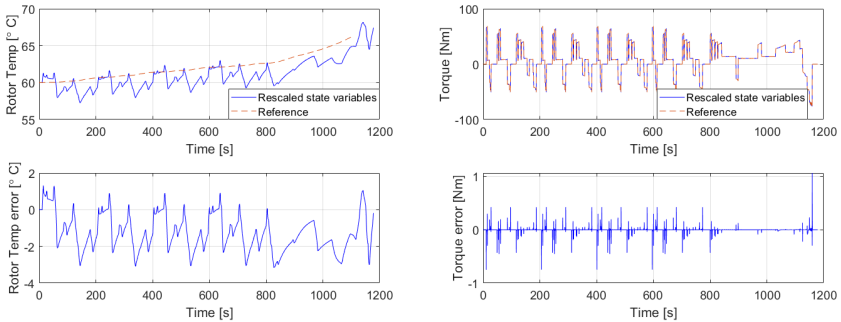 70
65
60
55
Rotor Temp [° C]
0 200 400 600 800 1000 1200
Time [s]
Rescaled state variables
Reference
100
0
-100
Torque [Nm]
0 200 400 600 800 1000 1200
Time [s]
Rescaled state variables
Reference
2
0
-2
-4
Rotor Temp error [° C]
0 200 400 600 800 1000 1200
Time [s]
1
0
-1
Torque error [Nm]
0 200 400 600 800 1000 1200
Time [s]